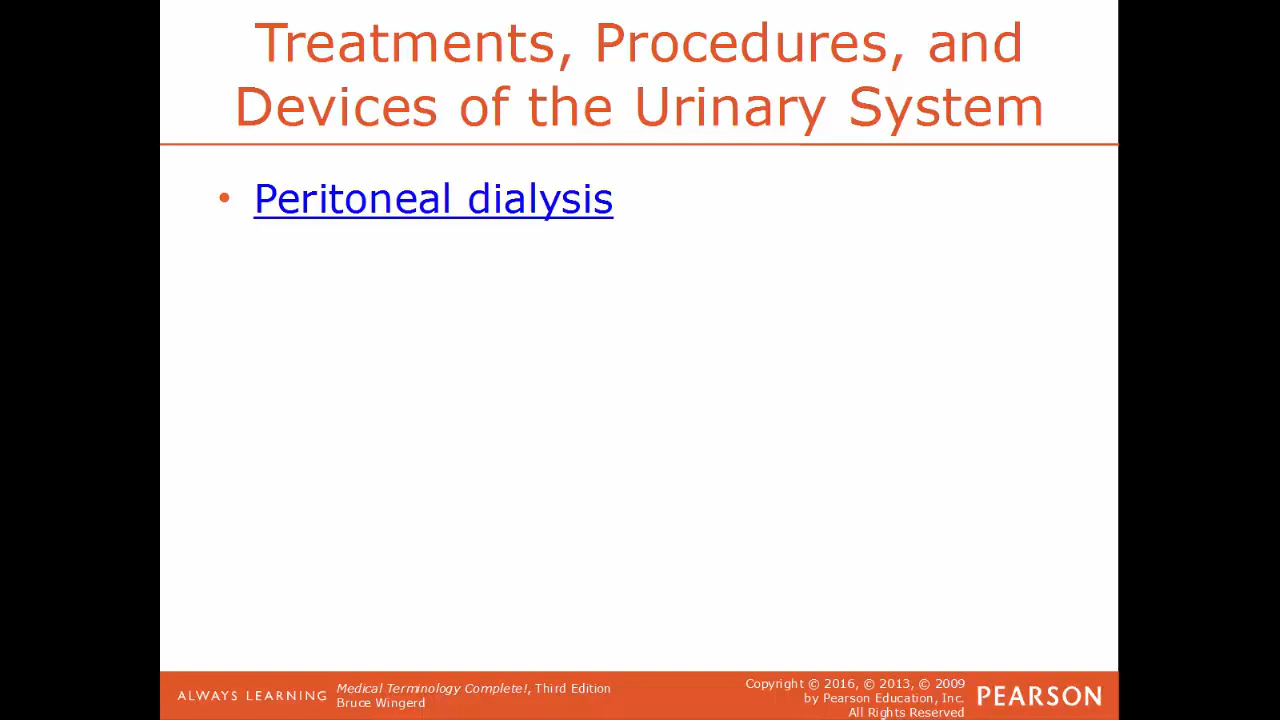 Treatments, Procedures, and
Devices of the Urinary System
• Peritoneal dialysis
ALWAYS LEARNING
Medical Terminology Complete!, Third Edition
Bruce Wingerd
Copyright © 2016, © 2013, © 2009
by Pearson Education, Inc.
All Rights Reserved
PEARSON